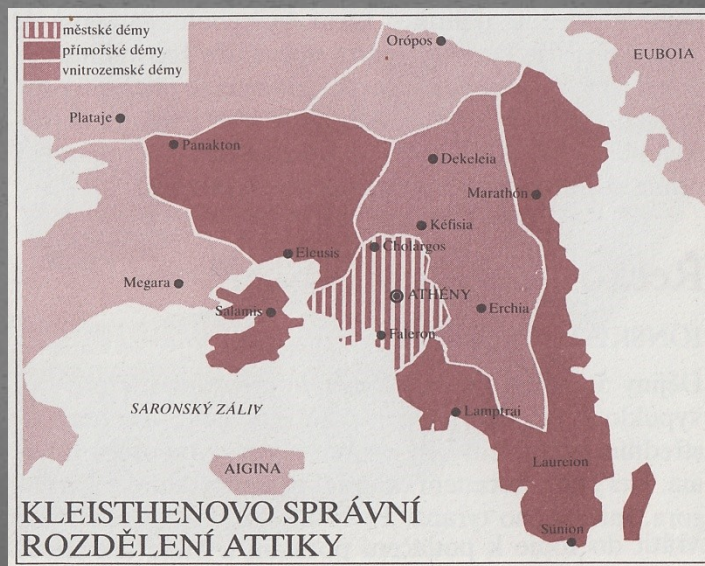 městské démy
přímořské démy
vnitrozemské démy
Orópos
EUBOIA
Plataje
Panakton
Dekeleia
Marathón
Kéfisia
Cholargos
Eleusis
Megara
Salamis
ATHÉNY
Erchia
Faleron
SARONSKÝ ZÁLIV
Lamptrai
AIGINA
Laureion
Súnion
KLEISTHENOVO SPRÁVNÍ
ROZDĚLENÍ ATTIKY